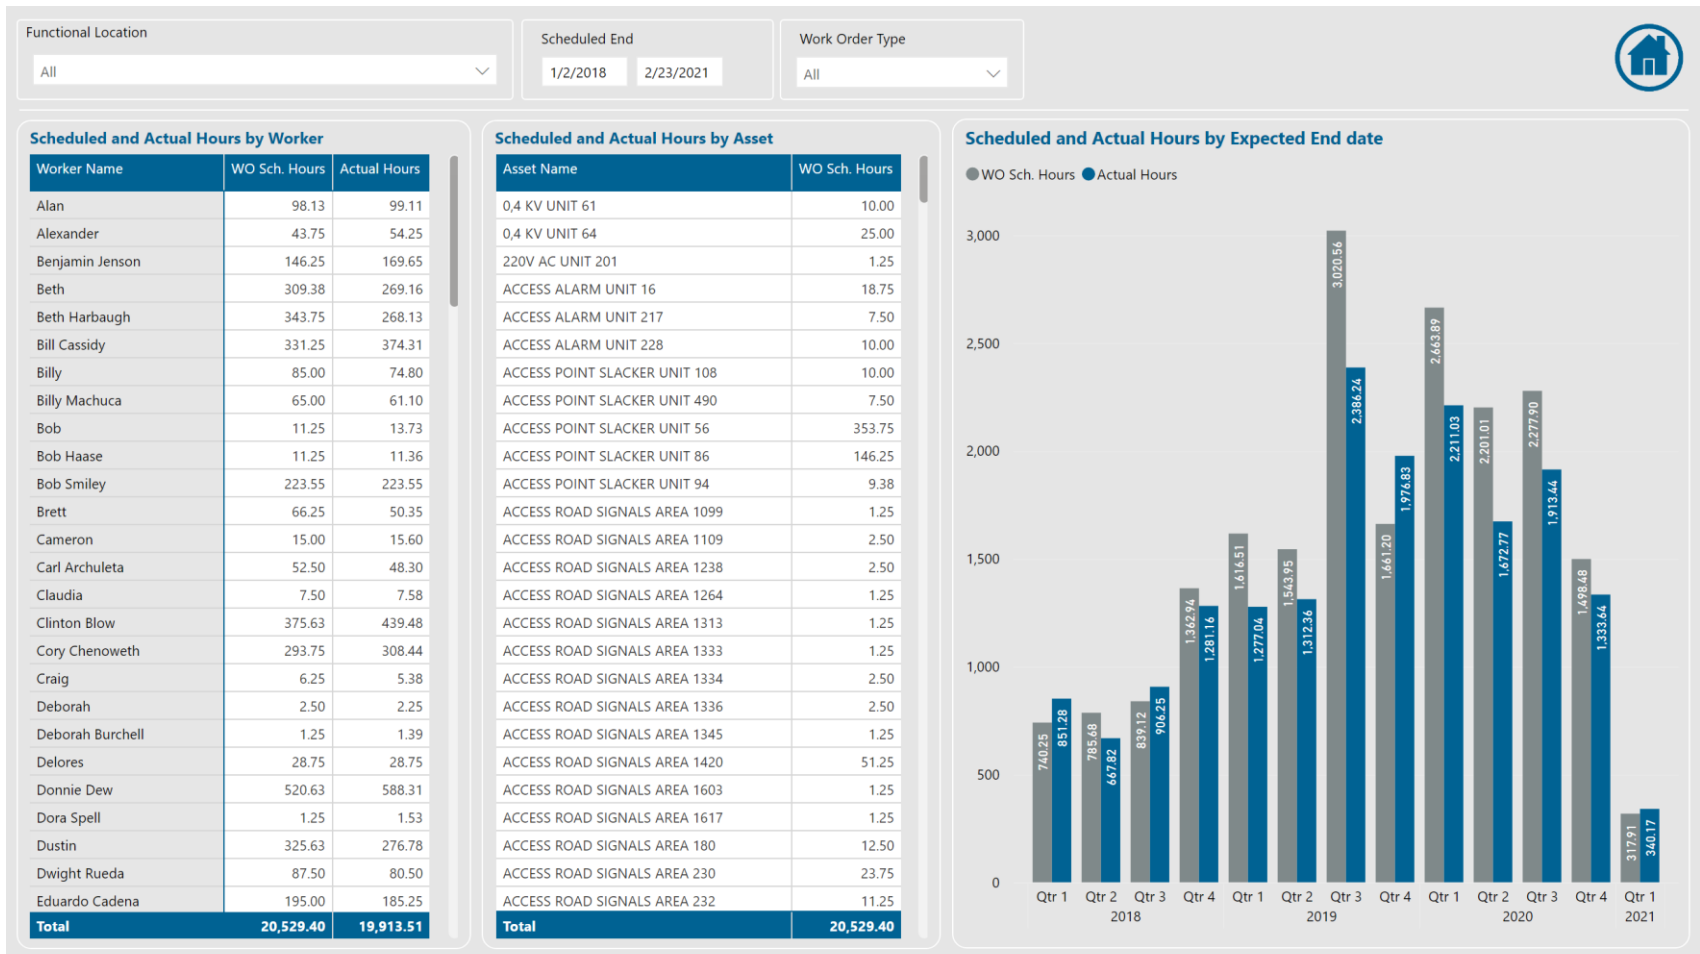 Functional Location
All
Scheduled End
1/2/2018 2/23/2021
Work Order Type
All
Scheduled and Actual Hours by Worker
Worker Name WO Sch. Hours Actual Hours
Alan 98.13 99.11
Alexander 43.75 54.25
Benjamin Jenson 146.25 169.65
Beth 309.38 269.16
Beth Harbaugh 343.75 268.13
Bill Cassidy 331.25 374.31
Billy 85.00 74.80
Billy Machuca 65.00 61.10
Bob 11.25 13.73
Bob Haase 11.25 11.36
Bob Smiley 223.55 223.55
Brett 66.25 50.35
Cameron 15.00 15.60
Carl Archuleta 52.50 48.30
Claudia 7.50 7.58
Clinton Blow 375.63 439.48
Cory Chenoweth 293.75 308.44
Craig 6.25 5.38
Deborah 2.50 2.25
Deborah Burchell 1.25 1.39
Delores 28.75 28.75
Donnie Dew 520.63 588.31
Dora Spell 1.25 1.53
Dustin 325.63 276.78
Dwight Rueda 87.50 80.50
Eduardo Cadena 195.00 185.25
Total 20,529.40 19,913.51
Scheduled and Actual Hours by Asset
Asset Name WO Sch. Hours
0,4 KV UNIT 61 10.00
0,4 KV UNIT 64 25.00
220V AC UNIT 201 1.25
ACCESS ALARM UNIT 16 18.75
ACCESS ALARM UNIT 217 7.50
ACCESS ALARM UNIT 228 10.00
ACCESS POINT SLACKER UNIT 108 10.00
ACCESS POINT SLACKER UNIT 490 7.50
ACCESS POINT SLACKER UNIT 56 353.75
ACCESS POINT SLACKER UNIT 86 146.25
ACCESS POINT SLACKER UNIT 94 9.38
ACCESS ROAD SIGNALS AREA 1099 1.25
ACCESS ROAD SIGNALS AREA 1109 2.50
ACCESS ROAD SIGNALS AREA 1238 2.50
ACCESS ROAD SIGNALS AREA 1264 1.25
ACCESS ROAD SIGNALS AREA 1313 1.25
ACCESS ROAD SIGNALS AREA 1333 1.25
ACCESS ROAD SIGNALS AREA 1334 2.50
ACCESS ROAD SIGNALS AREA 1336 2.50
ACCESS ROAD SIGNALS AREA 1345 1.25
ACCESS ROAD SIGNALS AREA 1420 51.25
ACCESS ROAD SIGNALS AREA 1603 1.25
ACCESS ROAD SIGNALS AREA 1617 1.25
ACCESS ROAD SIGNALS AREA 180 12.50
ACCESS ROAD SIGNALS AREA 230 23.75
ACCESS ROAD SIGNALS AREA 232 11.25
Total 20,529.40
Scheduled and Actual Hours by Expected End date
WO Sch. Hours Actual Hours
3,000
2,500
2,000
1,500
1,000
500
0
740.25
851.28
785.68
667.82
839.12
906.25
1,362.94
1,281.16
1,616.51
1,277.04
1,543.95
1,312.36
3,020.56
2,386.24
1,661.20
1,976.83
2,663.89
2,211.03
2,201.01
1,672.77
2,277.90
1,913.44
1,498.48
1,333.64
317.91
340.17
Qtr 1 Qtr 2 Qtr 3 Qtr 4 Qtr 1 Qtr 2 Qtr 3 Qtr 4 Qtr 1 Qtr 2 Qtr 3 Qtr 4 Qtr 1
2018 2019 2020 2021